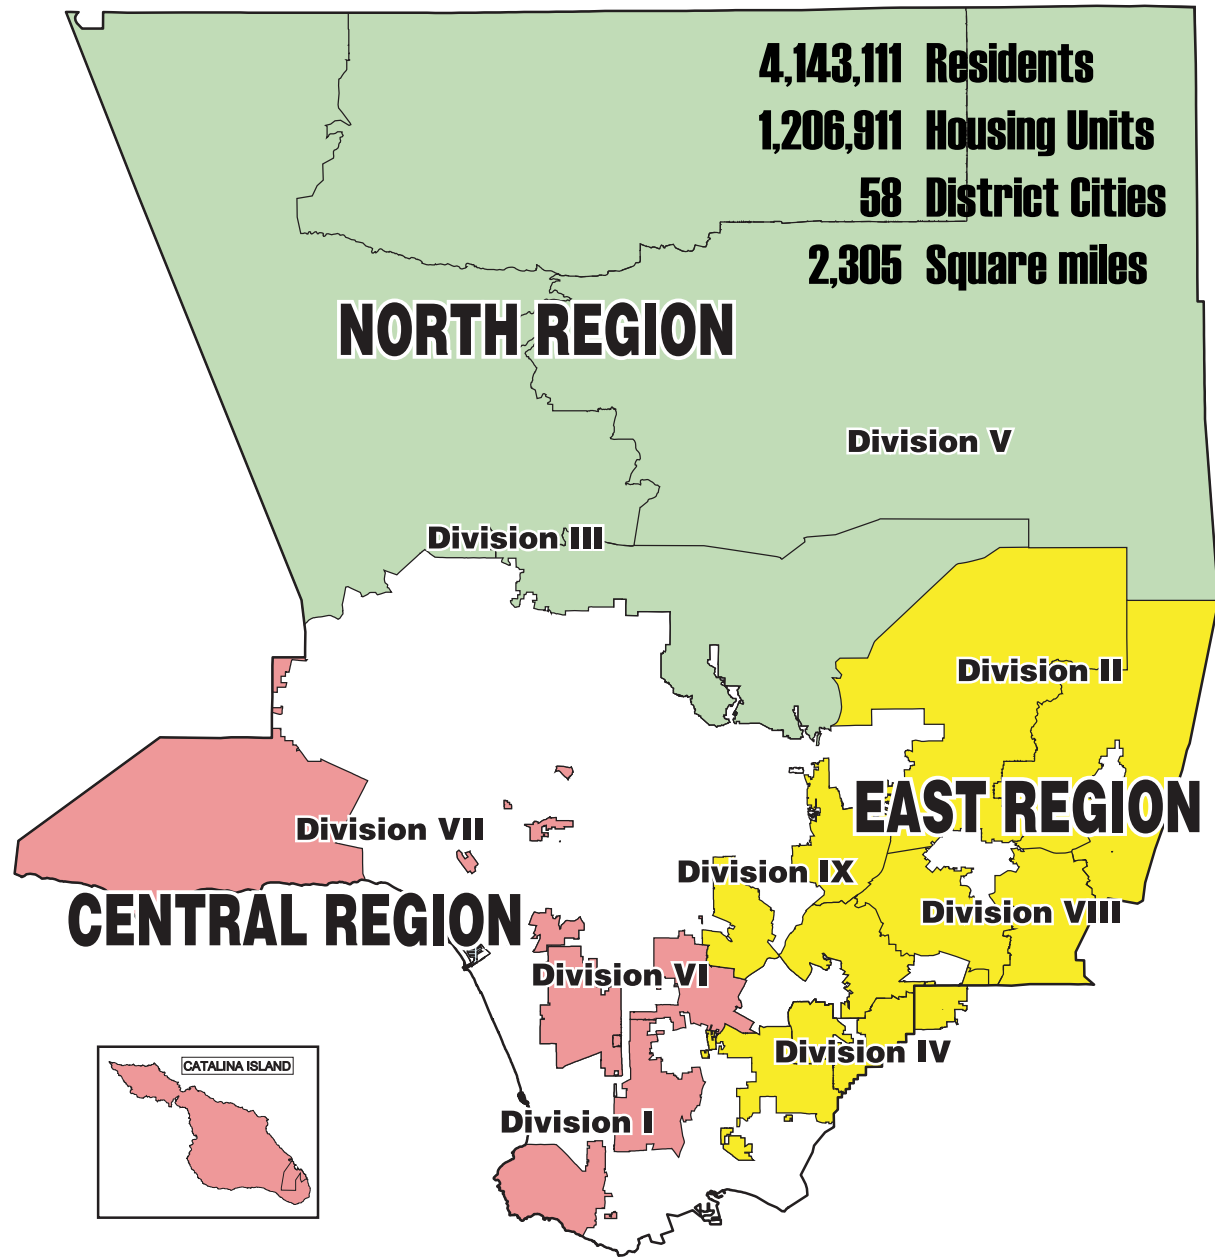 4,143,111 Residents
1,206,911 Housing Units
58 District Cities
2,305 Square miles
NORTH REGION
Division V
Division III
Division II
EAST REGION
Division VII
Division IX
CENTRAL REGION
Division VIII
Division VI
Division IV
CATALINA ISLAND
Division I